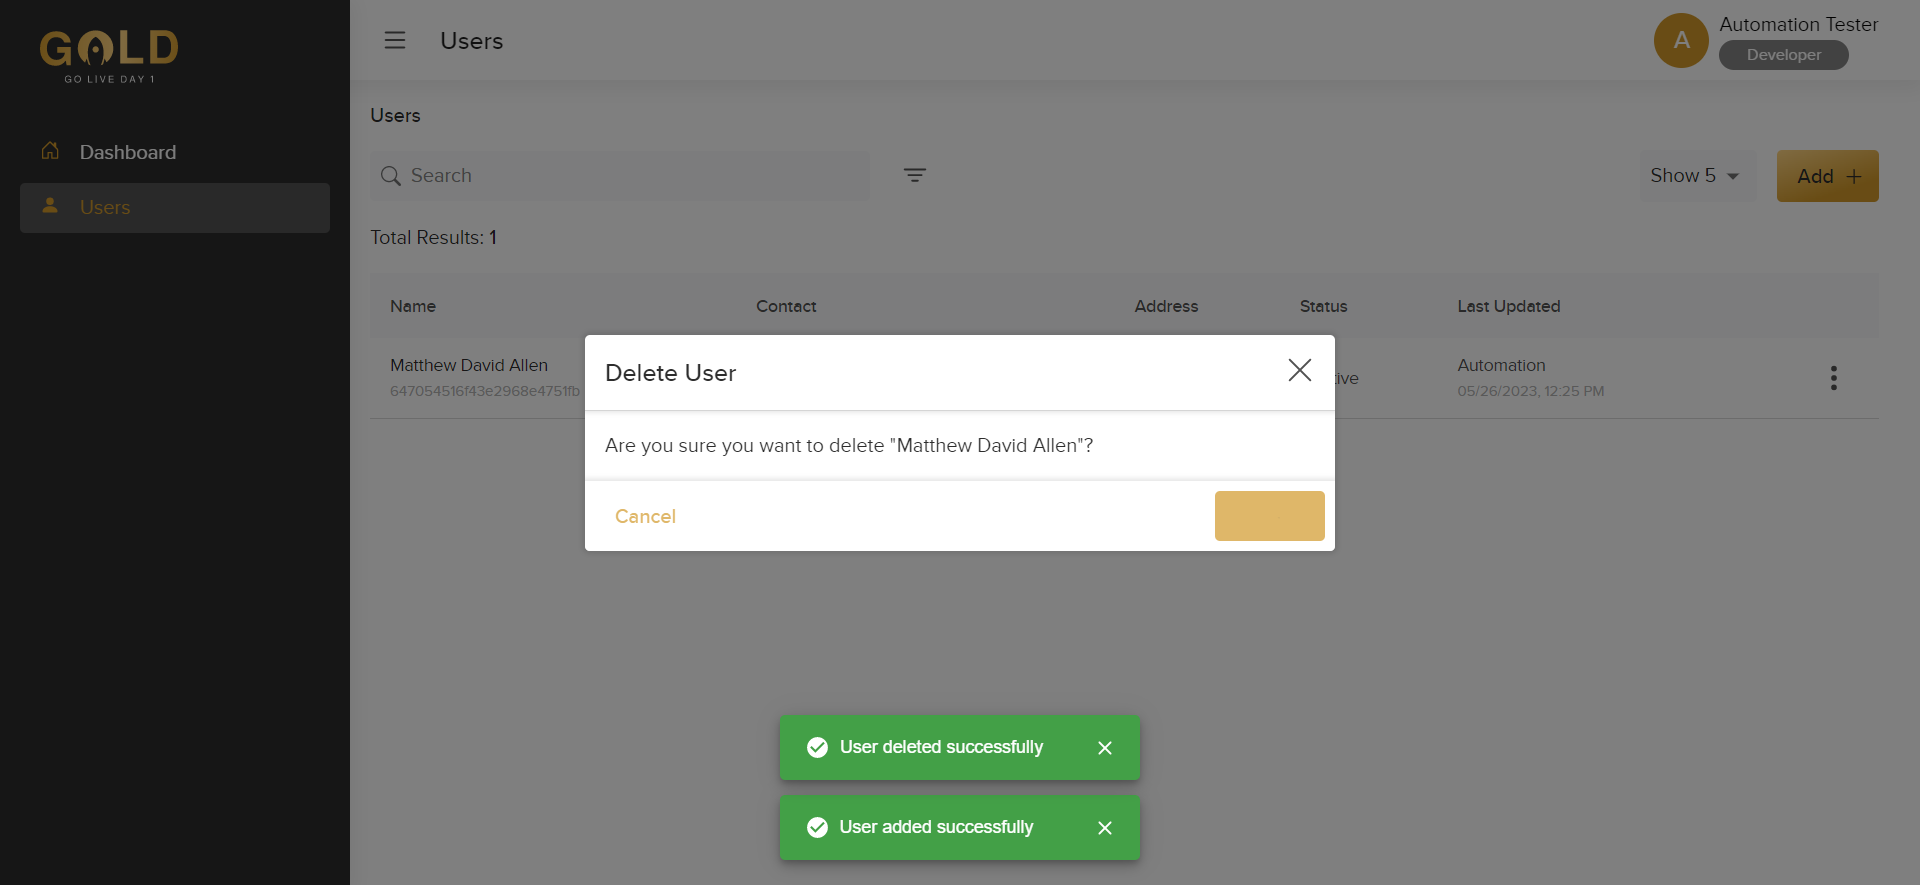 GOLD
GO LIVE DAY 1
Dashboard
Users
Users
A
Automation Tester
Developer
Users
Search
Show 5
Add
Total Results: 1
Name Contact Address Status Last Updated
Matthew David Allen
647054516f43e2968e4751fb
tive
Automation
05/26/2023, 12:25 PM
Delete User
Are you sure you want to delete "Matthew David Allen"?
Cancel
User deleted successfully
User added successfully